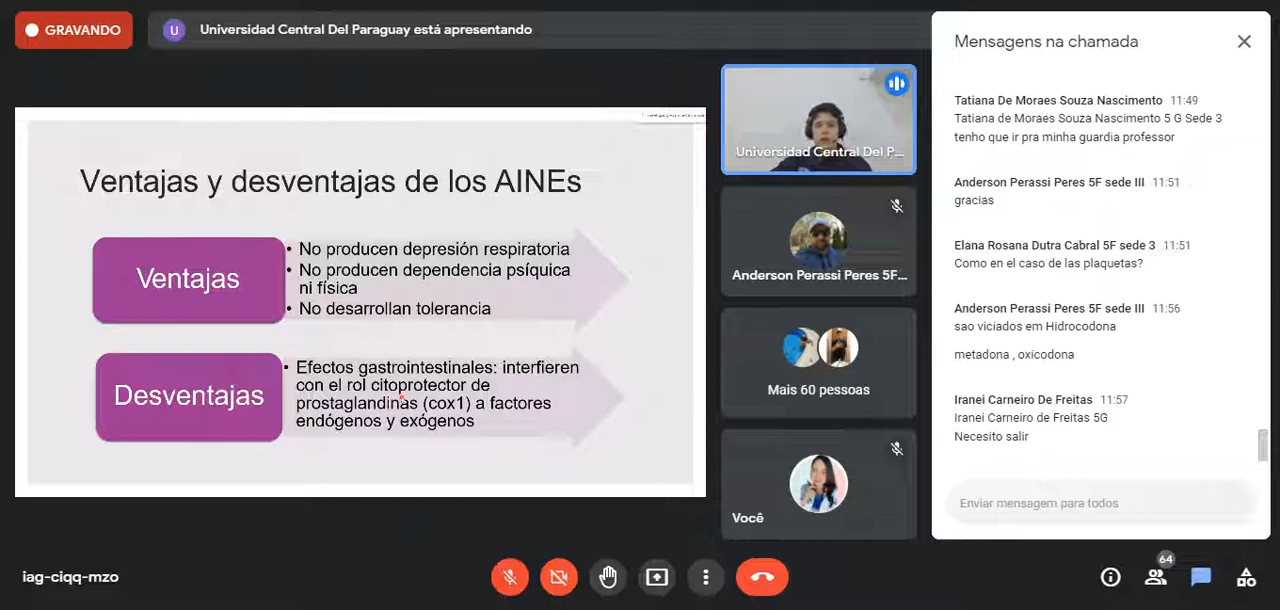 GRAVANDO
U
Universidad Central Del Paraguay está apresentando
Ventajas y desventajas de los AINEs
Ventajas
• No producen depresión respiratoria
• No producen dependencia psíquica
ni física
• No desarrollan tolerancia
Desventajas
• Efectos gastrointestinales: interfieren
con el rol citoprotector de
prostaglandinas (cox1) a factores
endógenos y exógenos
Universidad Central Del P...
Anderson Perassi Peres 5F...
Mais 60 pessoas
Você
Mensagens na chamada
Tatiana De Moraes Souza Nascimento 11:49
Tatiana de Moraes Souza Nascimento 5 G Sede 3
tenho que ir pra minha guardia professor
Anderson Perassi Peres 5F sede III 11:51
gracias
Elana Rosana Dutra Cabral 5F sede 3 11:51
Como en el caso de las plaquetas?
Anderson Perassi Peres 5F sede III 11:56
sao viciados em Hidrocodona
metadona , oxicodona
Iranei Carneiro De Freitas 11:57
Iranei Carneiro de Freitas 5G
Necesito salir
Enviar mensagem para todos
iag-ciqq-mzo
64